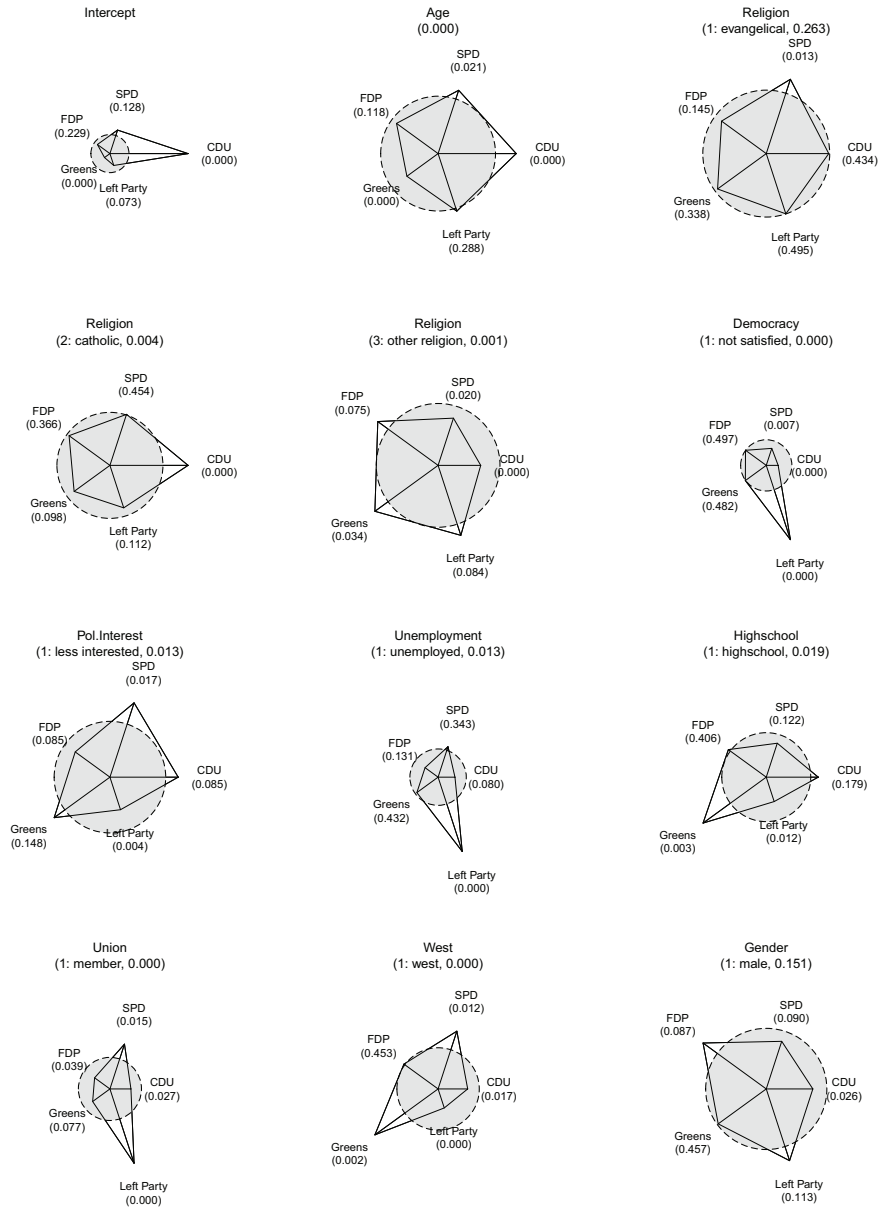 Intercept
SPD
(0.128)
FDP
(0.229)
CDU
(0.000)
Greens
(0.000)
Left Party
(0.073)
Age
(0.000)
SPD
(0.021)
FDP
(0.118)
CDU
(0.000)
Greens
(0.000)
Left Party
(0.288)
Religion
(1: evangelical, 0.263)
SPD
(0.013)
FDP
(0.145)
CDU
(0.434)
Greens
(0.338)
Left Party
(0.495)
Religion
(2: catholic, 0.004)
SPD
(0.454)
FDP
(0.366)
CDU
(0.000)
Greens
(0.098)
Left Party
(0.112)
Religion
(3: other religion, 0.001)
SPD
(0.020)
FDP
(0.075)
CDU
(0.000)
Greens
(0.034)
Left Party
(0.084)
Democracy
(1: not satisfied, 0.000)
SPD
(0.007)
FDP
(0.497)
CDU
(0.000)
Greens
(0.482)
Left Party
(0.000)
Pol.Interest
(1: less interested, 0.013)
SPD
(0.017)
FDP
(0.085)
CDU
(0.085)
Greens
(0.148)
Left Party
(0.004)
Unemployment
(1: unemployed, 0.013)
SPD
(0.343)
FDP
(0.131)
CDU
(0.080)
Greens
(0.432)
Left Party
(0.000)
Highschool
(1: highschool, 0.019)
SPD
(0.122)
FDP
(0.406)
CDU
(0.179)
Greens
(0.003)
Left Party
(0.012)
Union
(1: member, 0.000)
SPD
(0.015)
FDP
(0.039)
CDU
(0.027)
Greens
(0.077)
Left Party
(0.000)
West
(1: west, 0.000)
SPD
(0.012)
FDP
(0.453)
CDU
(0.017)
Greens
(0.002)
Left Party
(0.000)
Gender
(1: male, 0.151)
SPD
(0.090)
FDP
(0.087)
CDU
(0.026)
Greens
(0.457)
Left Party
(0.113)